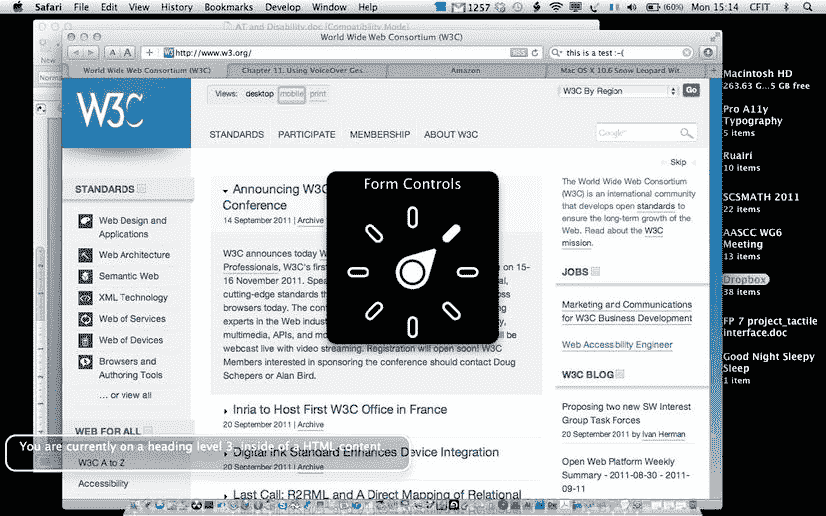 Safari File Edit View History Bookmarks Develop Window Help
1257
(60%) Mon 15:14 CFIT
AT and Disability.doc [Compatibility Mode]
World Wide Web Consortium (W3C)
New
A A + http://www.w3.org/ RSS this is a test :-(
Norma
World Wide Web Consortium (W3C) Chapter 11. Using VoiceOver Ges... Amazon Mac OS X 10.6 Snow Leopard Wit...
W3C
Views: desktop mobile print
W3C By Region Go
STANDARDS PARTICIPATE MEMBERSHIP ABOUT W3C
Google
Skip
STANDARDS
Web Design and
Applications
Web Architecture
Semantic Web
XML Technology
Web of Services
Web of Devices
Browsers and
Authoring Tools
... or view all
WEB FOR ALL
W3C A to Z
Accessibility
Announcing W3C
Conference
14 September 2011 | Archive
W3C announces today W
Professionals, W3C's first
on 15-
16 November 2011. Spea
cutting-edge standards th
browsers today. The con
experts in the Web indust
multimedia, APIs, and mo
webcast live with video streaming. Registration will open soon! W3C
Members interested in sponsoring the conference should contact Doug
Schepers or Alan Bird.
Inria to Host First W3C Office in France
20 September 2011 | Archive
Digital Ink Standard Enhances Device Integration
20 September 2011 | Archive
Last Call: R2RML and A Direct Mapping of Relational
Form Controls
You are currently on a heading level 3, inside of a HTML content
The World Wide Web Consortium
(W3C) is an international community
that develops open standards to
ensure the long-term growth of the
Web. Read about the W3C
mission.
JOBS
Marketing and Communications
for W3C Business Development
Web Accessibility Engineer
W3C BLOG
Proposing two new SW Interest
Group Task Forces
20 September 2011 by Ivan Herman
Open Web Platform Weekly
Summary - 2011-08-30 - 2011-
09-11
Macintosh HD
263.63 G...5 GB free
Pro A11y
Typography
5 items
Ruairi
10 items
SCSMATH 2011
22 items
AASCC WG6
Meeting
13 items
Dropbox
38 items
FP 7 project_tactile
interface.doc
Good Night Sleepy
Sleep
1 item